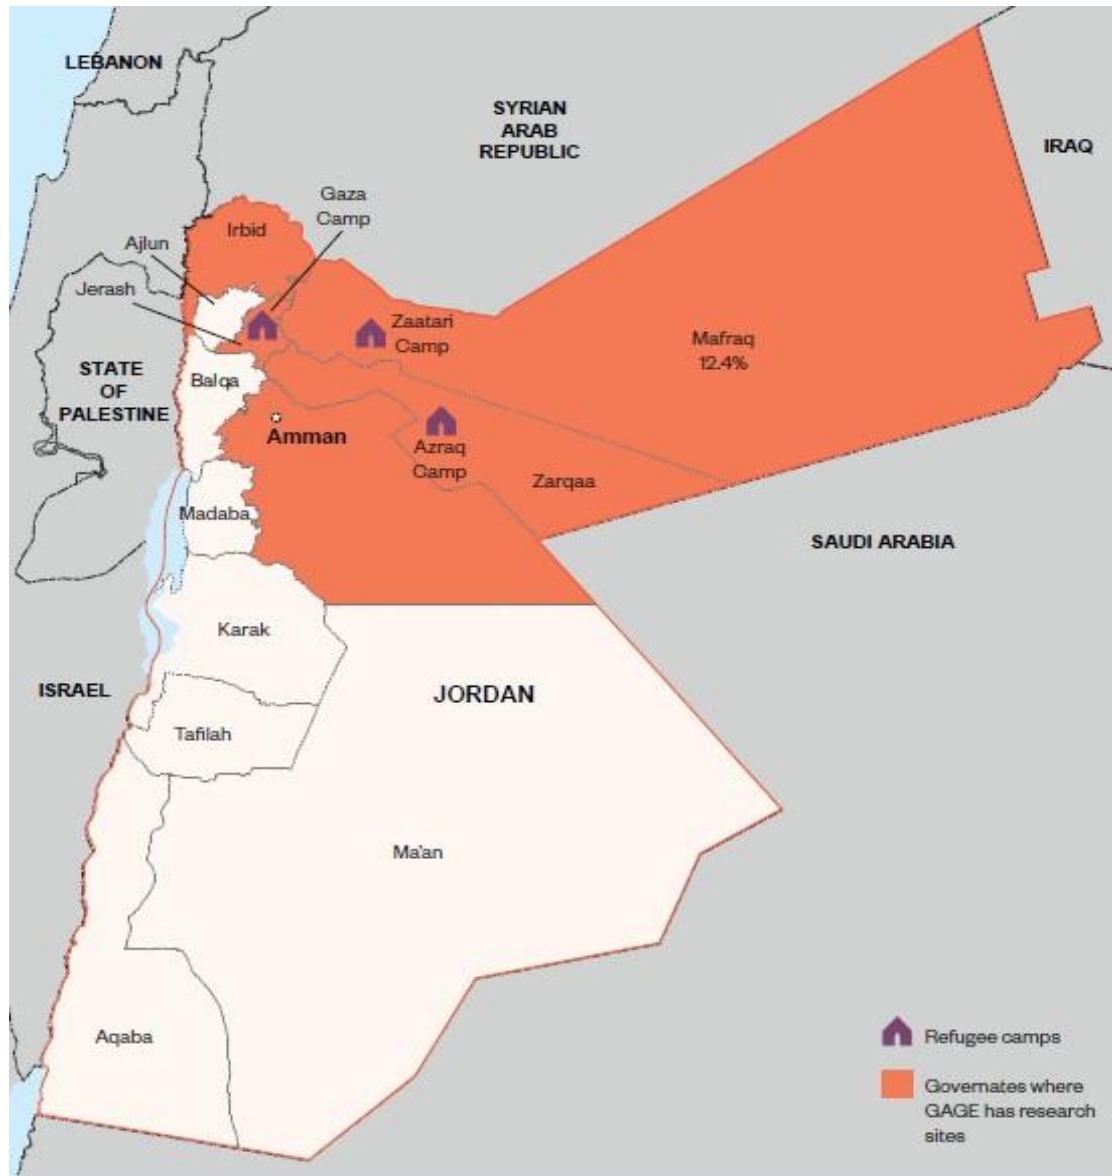 LEBANON
SYRIAN
ARAB
REPUBLIC
IRAQ
Gaza
Camp
Irbid
Ajlun
Jerash
Zaatari
Camp
Mafraq
12.4%
STATE
OF
PALESTINE
Balqa
Amman
Azraq
Camp
Zarqaa
Madaba
SAUDI ARABIA
Karak
ISRAEL
JORDAN
Tafilah
Ma'an
Aqaba
Refugee camps
Governates where
GAGE has research
sites